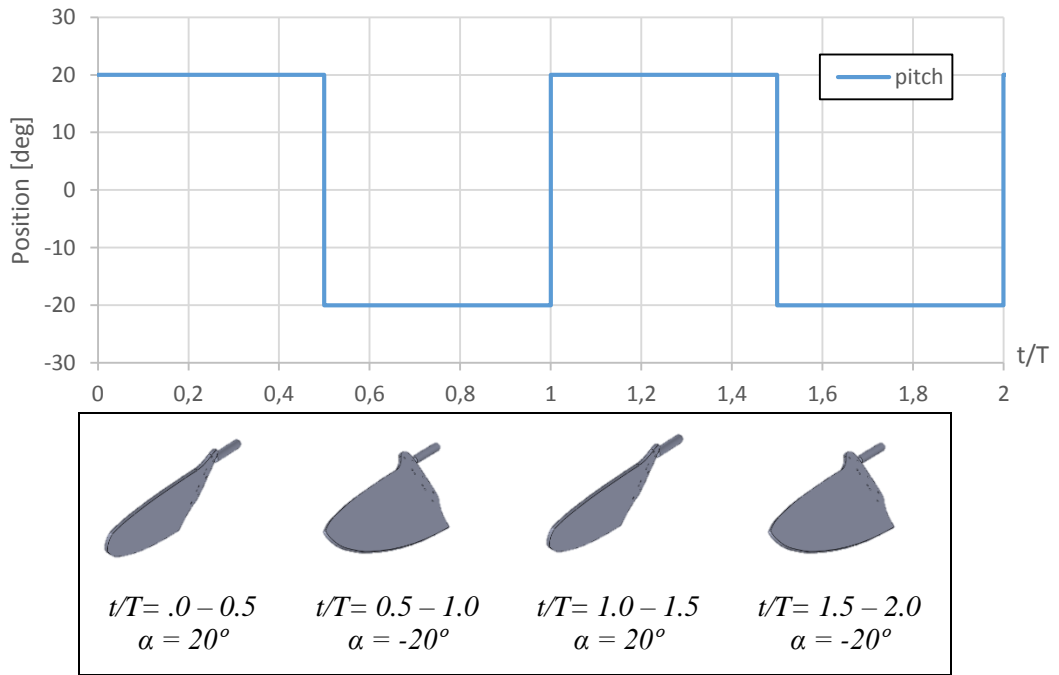 30
20
10
0
-10
-20
-30
Position [deg]
pitch
t/T
0 0,2 0,4 0,6 0,8 1 1,2 1,4 1,6 1,8 2
t/T= .0 – 0.5 t/T= 0.5 – 1.0 t/T= 1.0 – 1.5 t/T= 1.5 – 2.0
α = 20º α = -20º α = 20º α = -20º